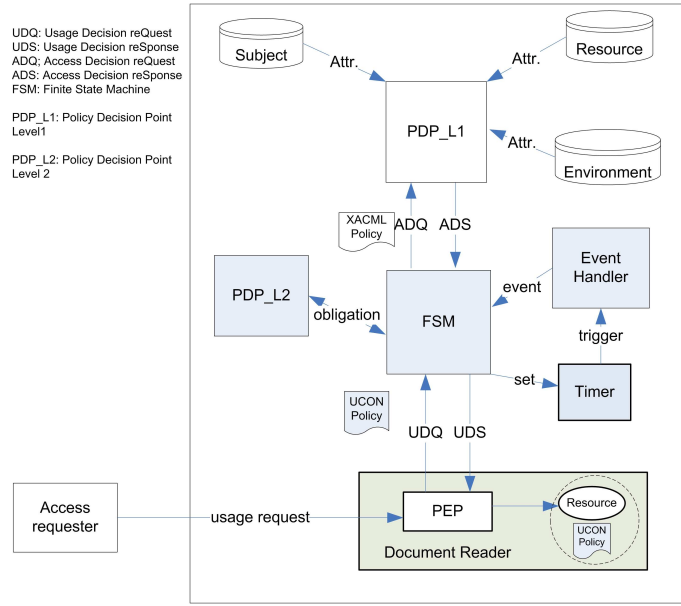 UDQ: Usage Decision reQuest
UDS: Usage Decision reSponse
ADQ; Access Decision reQuest
ADS: Access Decision reSponse
FSM: Finite State Machine
PDP_L1: Policy Decision Point
Level1
PDP_L2: Policy Decision Point
Level 2
Subject
Resource
Attr.
Attr.
PDP_L1
Attr.
Environment
XACML
Policy
ADQ
ADS
PDP_L2
obligation
FSM
event
Event
Handler
trigger
set
Timer
UCON
Policy
UDQ
UDS
Access
requester
usage request
PEP
Resource
UCON
Policy
Document Reader